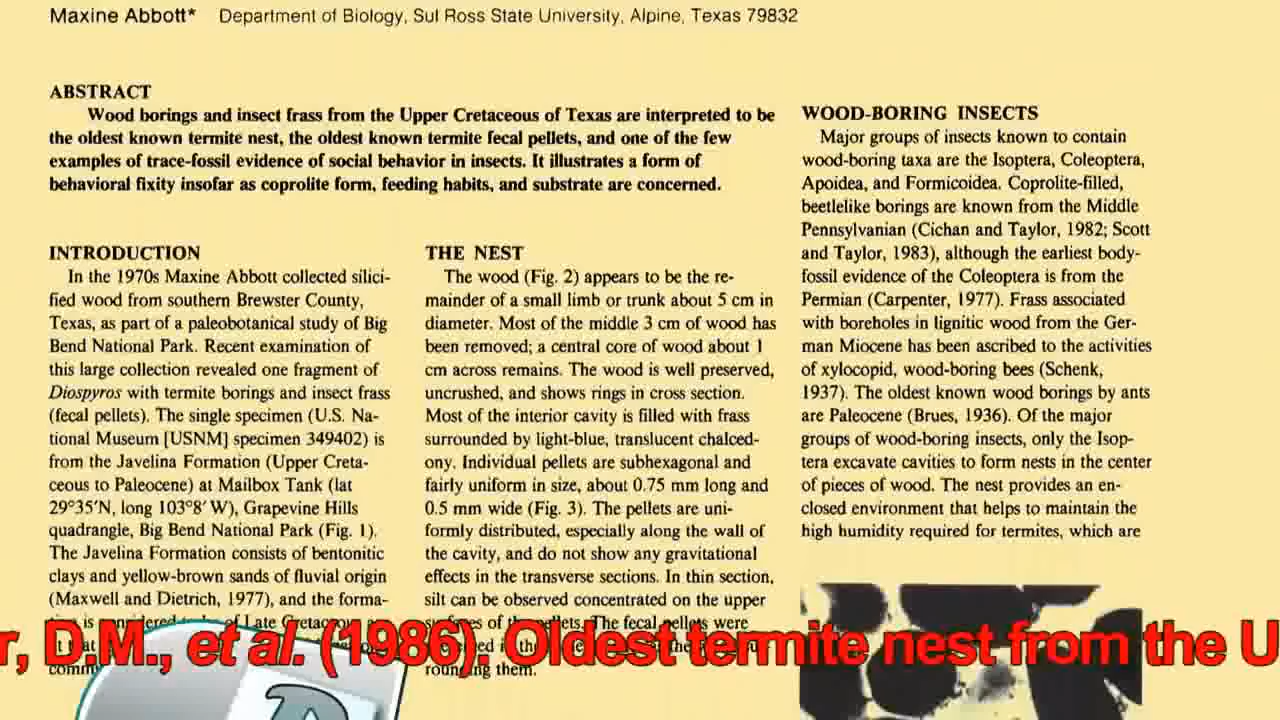 Maxine Abbott* Department of Biology, Sul Ross State University, Alpine, Texas 79832
ABSTRACT
Wood borings and insect frass from the Upper Cretaceous of Texas are interpreted to be
the oldest known termite nest, the oldest known termite fecal pellets, and one of the few
examples of trace-fossil evidence of social behavior in insects. It illustrates a form of
behavioral fixity insofar as coprolite form, feeding habits, and substrate are concerned.
INTRODUCTION
In the 1970s Maxine Abbott collected silici-
fied wood from southern Brewster County,
Texas, as part of a paleobotanical study of Big
Bend National Park. Recent examination of
this large collection revealed one fragment of
Diospyros with termite borings and insect frass
(fecal pellets). The single specimen (U.S. Na-
tional Museum [USNM] specimen 349402) is
from the Javelina Formation (Upper Creta-
ceous to Paleocene) at Mailbox Tank (lat
29°35′N, long 103°8′ W), Grapevine Hills
quadrangle, Big Bend National Park (Fig. 1).
The Javelina Formation consists of bentonitic
clays and yellow-brown sands of fluvial origin
(Maxwell and Dietrich, 1977), and the forma-
THE NEST
The wood (Fig. 2) appears to be the re-
mainder of a small limb or trunk about 5 cm in
diameter. Most of the middle 3 cm of wood has
been removed; a central core of wood about 1
cm across remains. The wood is well preserved,
uncrushed, and shows rings in cross section.
Most of the interior cavity is filled with frass
surrounded by light-blue, translucent chalced-
ony. Individual pellets are subhexagonal and
fairly uniform in size, about 0.75 mm long and
0.5 mm wide (Fig. 3). The pellets are uni-
formly distributed, especially along the wall of
the cavity, and do not show any gravitational
effects in the transverse sections. In thin section,
silt can be observed concentrated on the upper
The fecal pellets were
rounding them.
WOOD-BORING INSECTS
Major groups of insects known to contain
wood-boring taxa are the Isoptera, Coleoptera,
Apoidea, and Formicoidea. Coprolite-filled,
beetlelike borings are known from the Middle
Pennsylvanian (Cichan and Taylor, 1982; Scott
and Taylor, 1983), although the earliest body-
fossil evidence of the Coleoptera is from the
Permian (Carpenter, 1977). Frass associated
with boreholes in lignitic wood from the Ger-
man Miocene has been ascribed to the activities
of xylocopid, wood-boring bees (Schenk,
1937). The oldest known wood borings by ants
are Paleocene (Brues, 1936). Of the major
groups of wood-boring insects, only the Isop-
tera excavate cavities to form nests in the center
of pieces of wood. The nest provides an en-
closed environment that helps to maintain the
high humidity required for termites, which are
r, D.M., et al. (1986). Oldest termite nest from the U